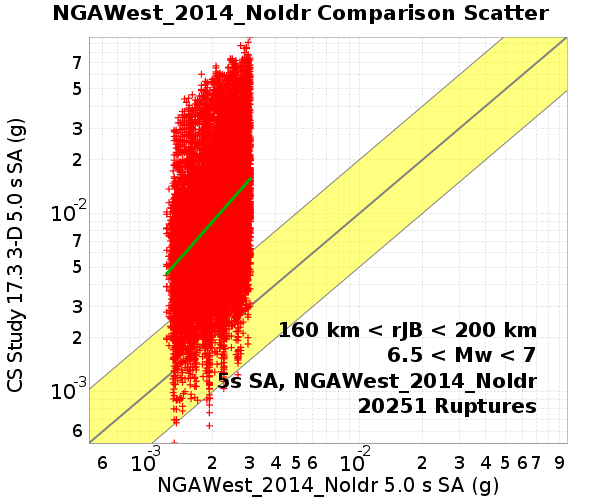 NGAWest_2014_NoIdr Comparison Scatter
CS Study 17.3 3-D 5.0 s SA (g)
7
5
3
2
10⁻²
7
5
3
2
10⁻³
6
160 km < rJB < 200 km
6.5 < Mw < 7
5s SA, NGAWest_2014_NoIdr
20251 Ruptures
6 10⁻³ 2 3 4 5 6 10⁻² 2 3 4 5 6 7 9
NGAWest_2014_NoIdr 5.0 s SA (g)